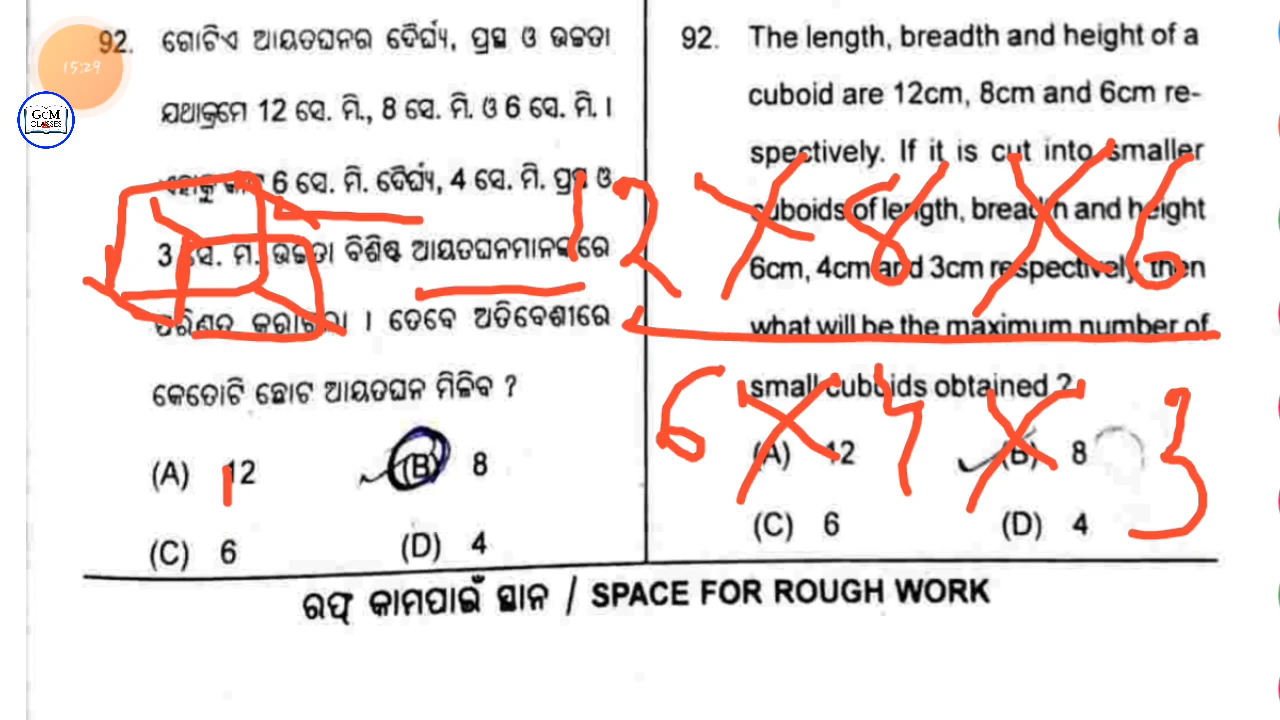 15:29
GCM
CLASSES
92. ଗୋଟିଏ ଆୟତଘନର ଦୈର୍ଘ୍ୟ, ପ୍ରସ୍ଥ ଓ ଉଚ୍ଚତା
ଯଥାକ୍ରମେ 12 ସେ. ମି., 8 ସେ. ମି. ଓ 6 ସେ. ମି. ।
6 ସେ. ମି. ଦୈର୍ଘ୍ୟ, 4 ସେ. ମି. ପ୍ରସ୍ଥ ଓ
3 ସେ. ମି. ଉଚ୍ଚତା ବିଶିଷ୍ଟ ଆୟତଘନମାନଙ୍କରେ
। ତେବେ ଅତିବେଶୀରେ
କେତୋଟି ଛୋଟ ଆୟତଘନ ମିଳିବ ?
(A) 12 (B) 8
(C) 6 (D) 4
92. The length, breadth and height of a
cuboid are 12cm, 8cm and 6cm re-
spectively. If it is cut into smaller
cuboids of length, breadth and height
6cm, 4cm and 3cm respectively, then
what will be the maximum number of
small cuboids obtained ?
(A) 12 (B) 8
(C) 6 (D) 4
12 × 8 × 6
6 × 4 × 3
ରଫ୍ କାମପାଇଁ ସ୍ଥାନ / SPACE FOR ROUGH WORK